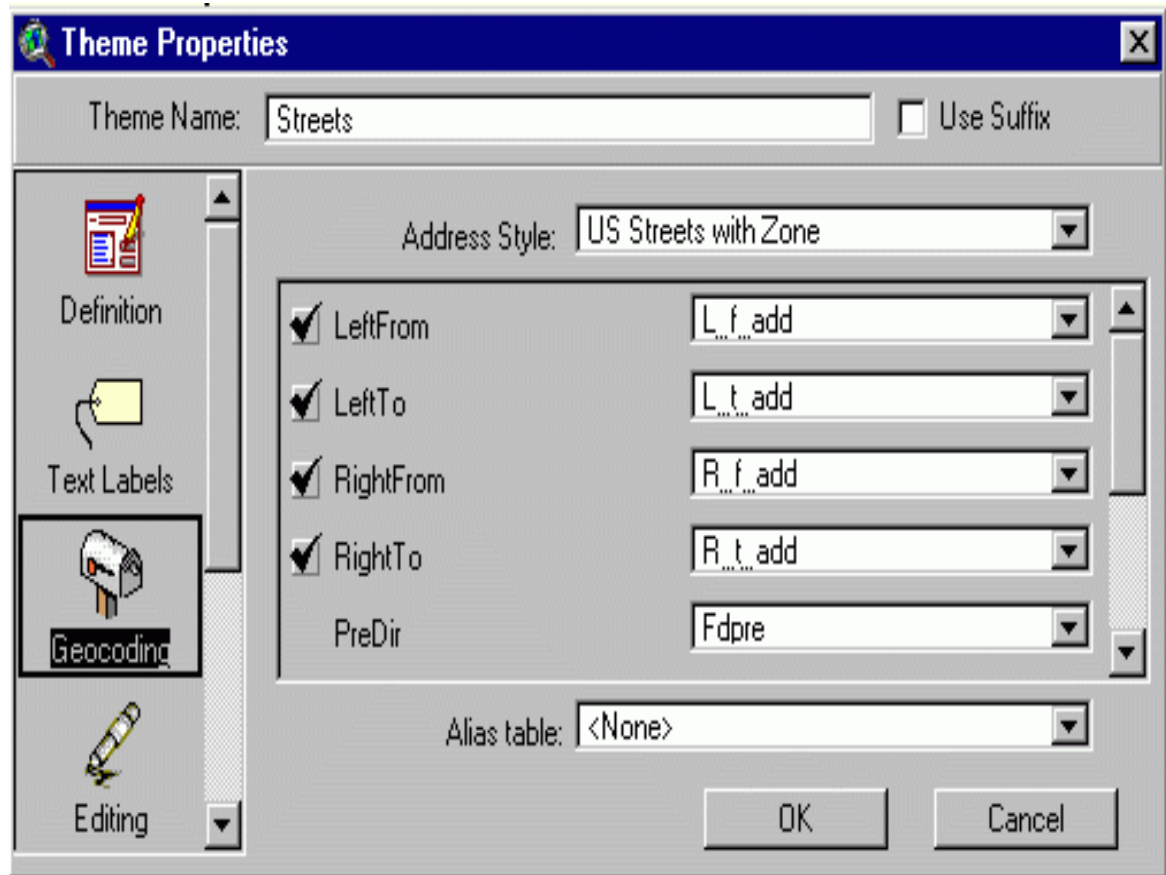 Theme Properties
Theme Name: Streets Use Suffix
Definition
Text Labels
Geocoding
Editing
Address Style: US Streets with Zone
LeftFrom L_f_add
LeftTo L_t_add
RightFrom R_f_add
RightTo R_t_add
PreDir Fdpre
Alias table: <None>
OK Cancel